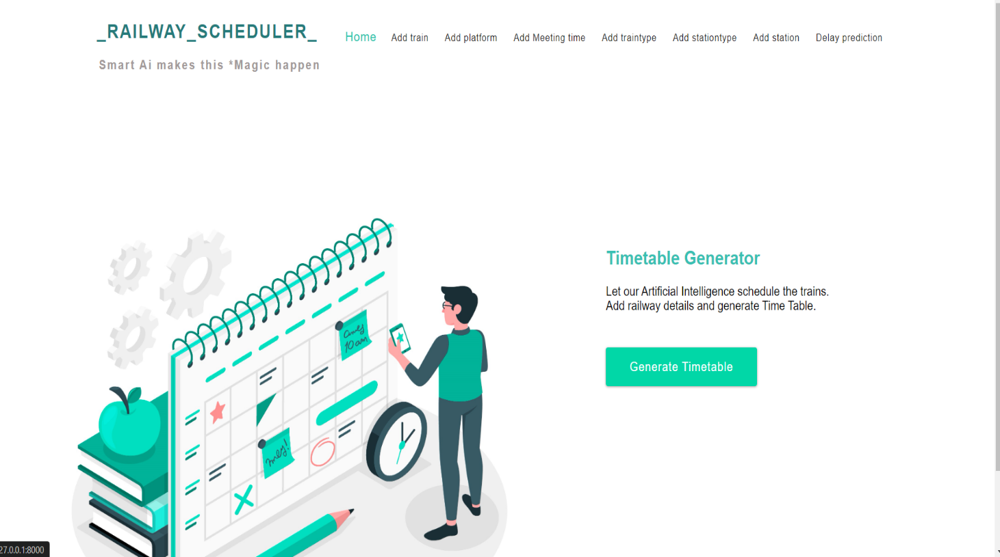 _RAILWAY_SCHEDULER_
Smart Ai makes this *Magic happen
Home Add train Add platform Add Meeting time Add traintype Add stationtype Add station Delay prediction
10 am
Timetable Generator
Let our Artificial Intelligence schedule the trains.
Add railway details and generate Time Table.
Generate Timetable
27.0.0.1:8000